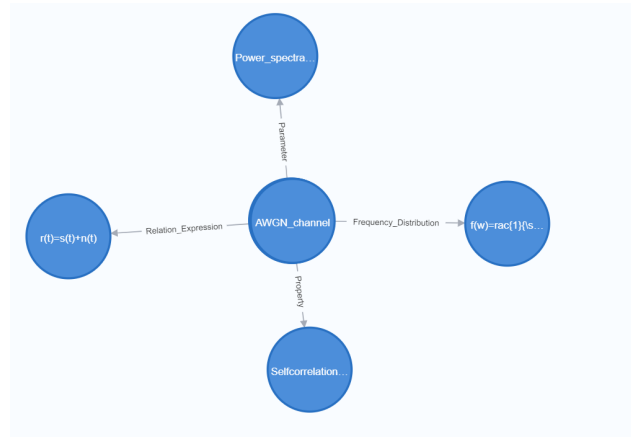 Power_spectra...
Parameter
AWGN_channel
Relation_Expression
r(t)=s(t)+n(t)
Frequency_Distribution
f(w)=rac{1}{\s...
Property
Selfcorrelation...